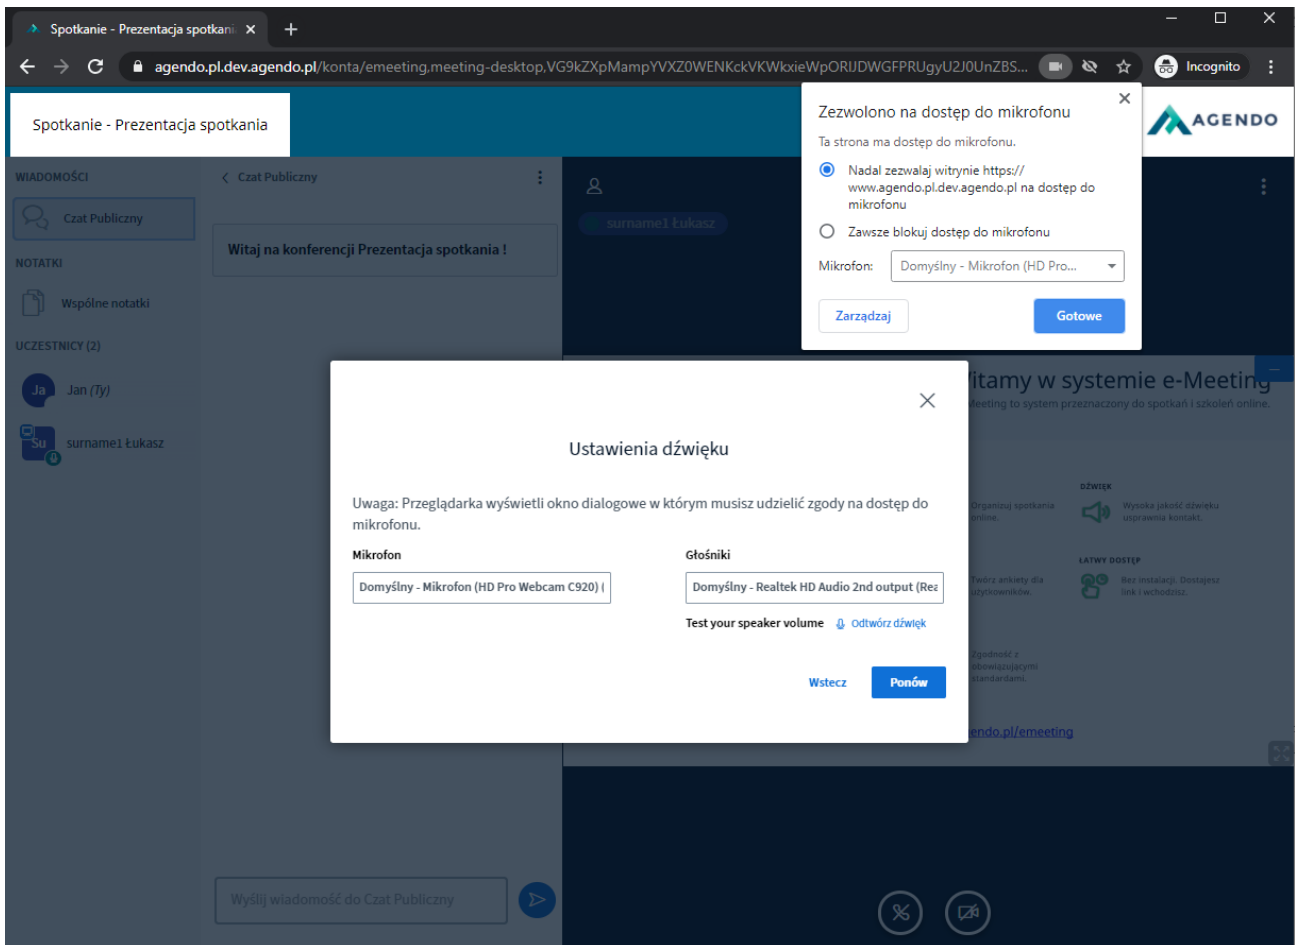 Spotkanie - Prezentacja spotkani
agendo.pl.dev.agendo.pl/konta/emeeting,meeting-desktop,VG9kZXpMampYVXZ0WENKckVKWkxieWpORIJDWGFPRUgyU2J0UnZBS...
Incognito
Spotkanie - Prezentacja spotkania
AGENDO
Zezwolono na dostęp do mikrofonu
Ta strona ma dostęp do mikrofonu.
Nadal zezwalaj witrynie https://
www.agendo.pl.dev.agendo.pl na dostęp do
mikrofonu
Zawsze blokuj dostęp do mikrofonu
Mikrofon:
Domyślny - Mikrofon (HD Pro...
Zarządzaj
Gotowe
WIADOMOŚCI
Czat Publiczny
NOTATKI
Wspólne notatki
UCZESTNICY (2)
Ja
Jan (Ty)
Su
surname1 Łukasz
Czat Publiczny
Witaj na konferencji Prezentacja spotkania !
surname1 Łukasz
Ustawienia dźwięku
Uwaga: Przeglądarka wyświetli okno dialogowe w którym musisz udzielić zgody na dostęp do
mikrofonu.
Mikrofon
Domyślny - Mikrofon (HD Pro Webcam C920) (
Głośniki
Domyślny - Realtek HD Audio 2nd output (Rea
Test your speaker volume
Odtwórz dźwięk
Wstecz
Ponów
itamy w systemie e-Meeting
Meeting to system przeznaczony do spotkań i szkoleń online.
Organizuj spotkania
online.
DŹWIĘK
Wysoka jakość dźwięku
usprawnia kontakt.
Twórz ankiety dla
użytkowników.
ŁATWY DOSTĘP
Bez instalacji. Dostajesz
link i wchodzisz.
Zgodność z
obowiązującymi
standardami.
endo.pl/emeeting
Wyślij wiadomość do Czat Publiczny